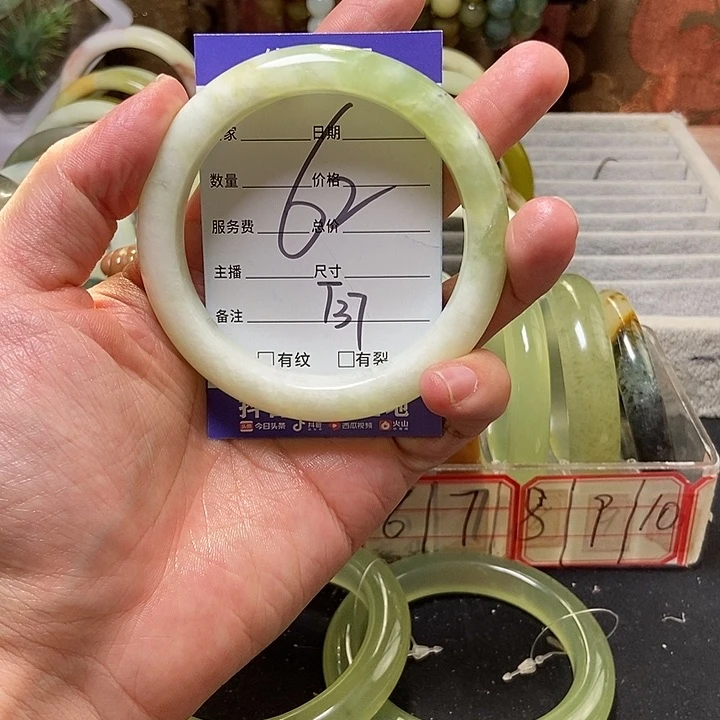 家 日期
数量 价格
62
服务费 总价
主播 尺寸
T37
备注
□有纹 □有裂
今日头条 抖音 西瓜视频 火山
6 7 8 9 10